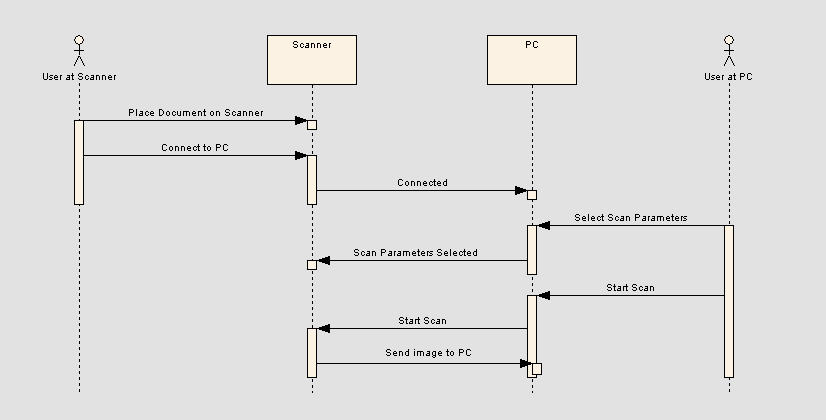 Scanner
PC
User at Scanner
User at PC
Place Document on Scanner
Connect to PC
Connected
Select Scan Parameters
Scan Parameters Selected
Start Scan
Start Scan
Send image to PC